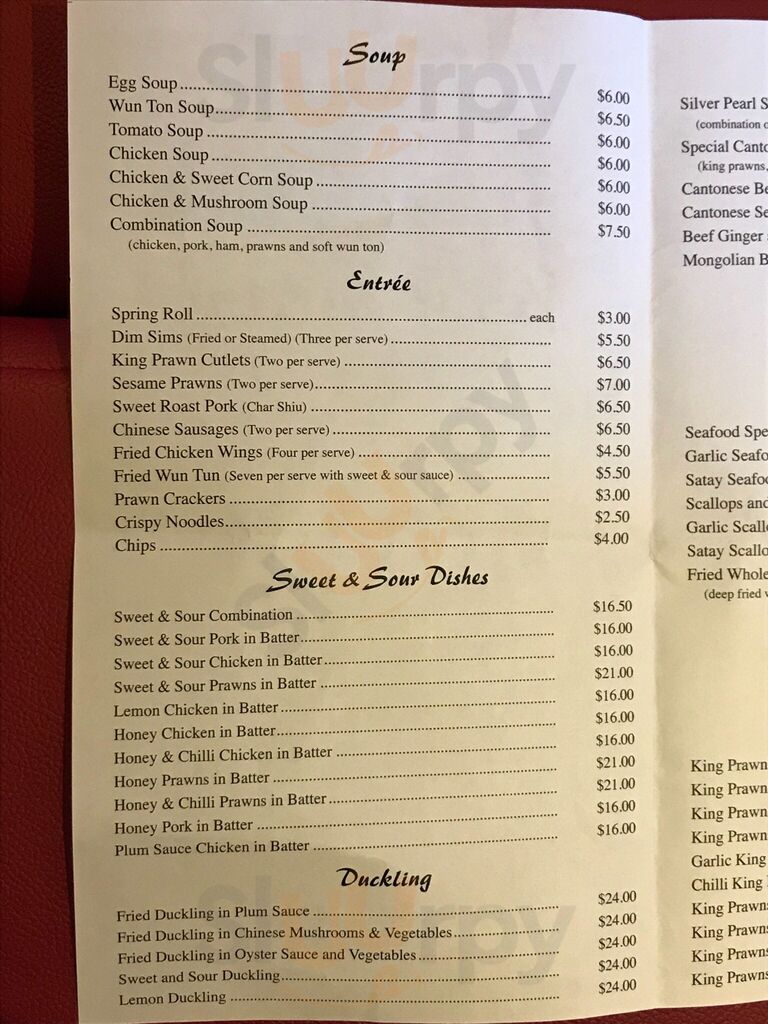 Soup
Egg Soup ........ $6.00
Wun Ton Soup ........ $6.50
Tomato Soup ........ $6.00
Chicken Soup ........ $6.00
Chicken & Sweet Corn Soup ........ $6.00
Chicken & Mushroom Soup ........ $6.00
Combination Soup ........ $7.50
(chicken, pork, ham, prawns and soft wun ton)
Entrée
Spring Roll ........ each $3.00
Dim Sims (Fried or Steamed) (Three per serve) ........ $5.50
King Prawn Cutlets (Two per serve) ........ $6.50
Sesame Prawns (Two per serve) ........ $7.00
Sweet Roast Pork (Char Shiu) ........ $6.50
Chinese Sausages (Two per serve) ........ $6.50
Fried Chicken Wings (Four per serve) ........ $4.50
Fried Wun Tun (Seven per serve with sweet & sour sauce) ........ $5.50
Prawn Crackers ........ $3.00
Crispy Noodles ........ $2.50
Chips ........ $4.00
Sweet & Sour Dishes
Sweet & Sour Combination ........ $16.50
Sweet & Sour Pork in Batter ........ $16.00
Sweet & Sour Chicken in Batter ........ $16.00
Sweet & Sour Prawns in Batter ........ $21.00
Lemon Chicken in Batter ........ $16.00
Honey Chicken in Batter ........ $16.00
Honey & Chilli Chicken in Batter ........ $16.00
Honey Prawns in Batter ........ $21.00
Honey & Chilli Prawns in Batter ........ $21.00
Honey Pork in Batter ........ $16.00
Plum Sauce Chicken in Batter ........ $16.00
Duckling
Fried Duckling in Plum Sauce ........ $24.00
Fried Duckling in Chinese Mushrooms & Vegetables ........ $24.00
Fried Duckling in Oyster Sauce and Vegetables ........ $24.00
Sweet and Sour Duckling ........ $24.00
Lemon Duckling ........ $24.00
Silver Pearl
(combination
Special
(king prawns,
Cantonese
Cantonese
Beef Ginger
Mongolian
Seafood
Garlic
Satay
Scallops
Garlic
Satay
Fried Whole
(deep fried
King Prawn
King Prawn
King Prawn
King Prawn
Garlic King
Chilli King
King Prawns
King Prawns
King Prawns
King Prawns
Sluurpy
Sluurpy
Sluurpy